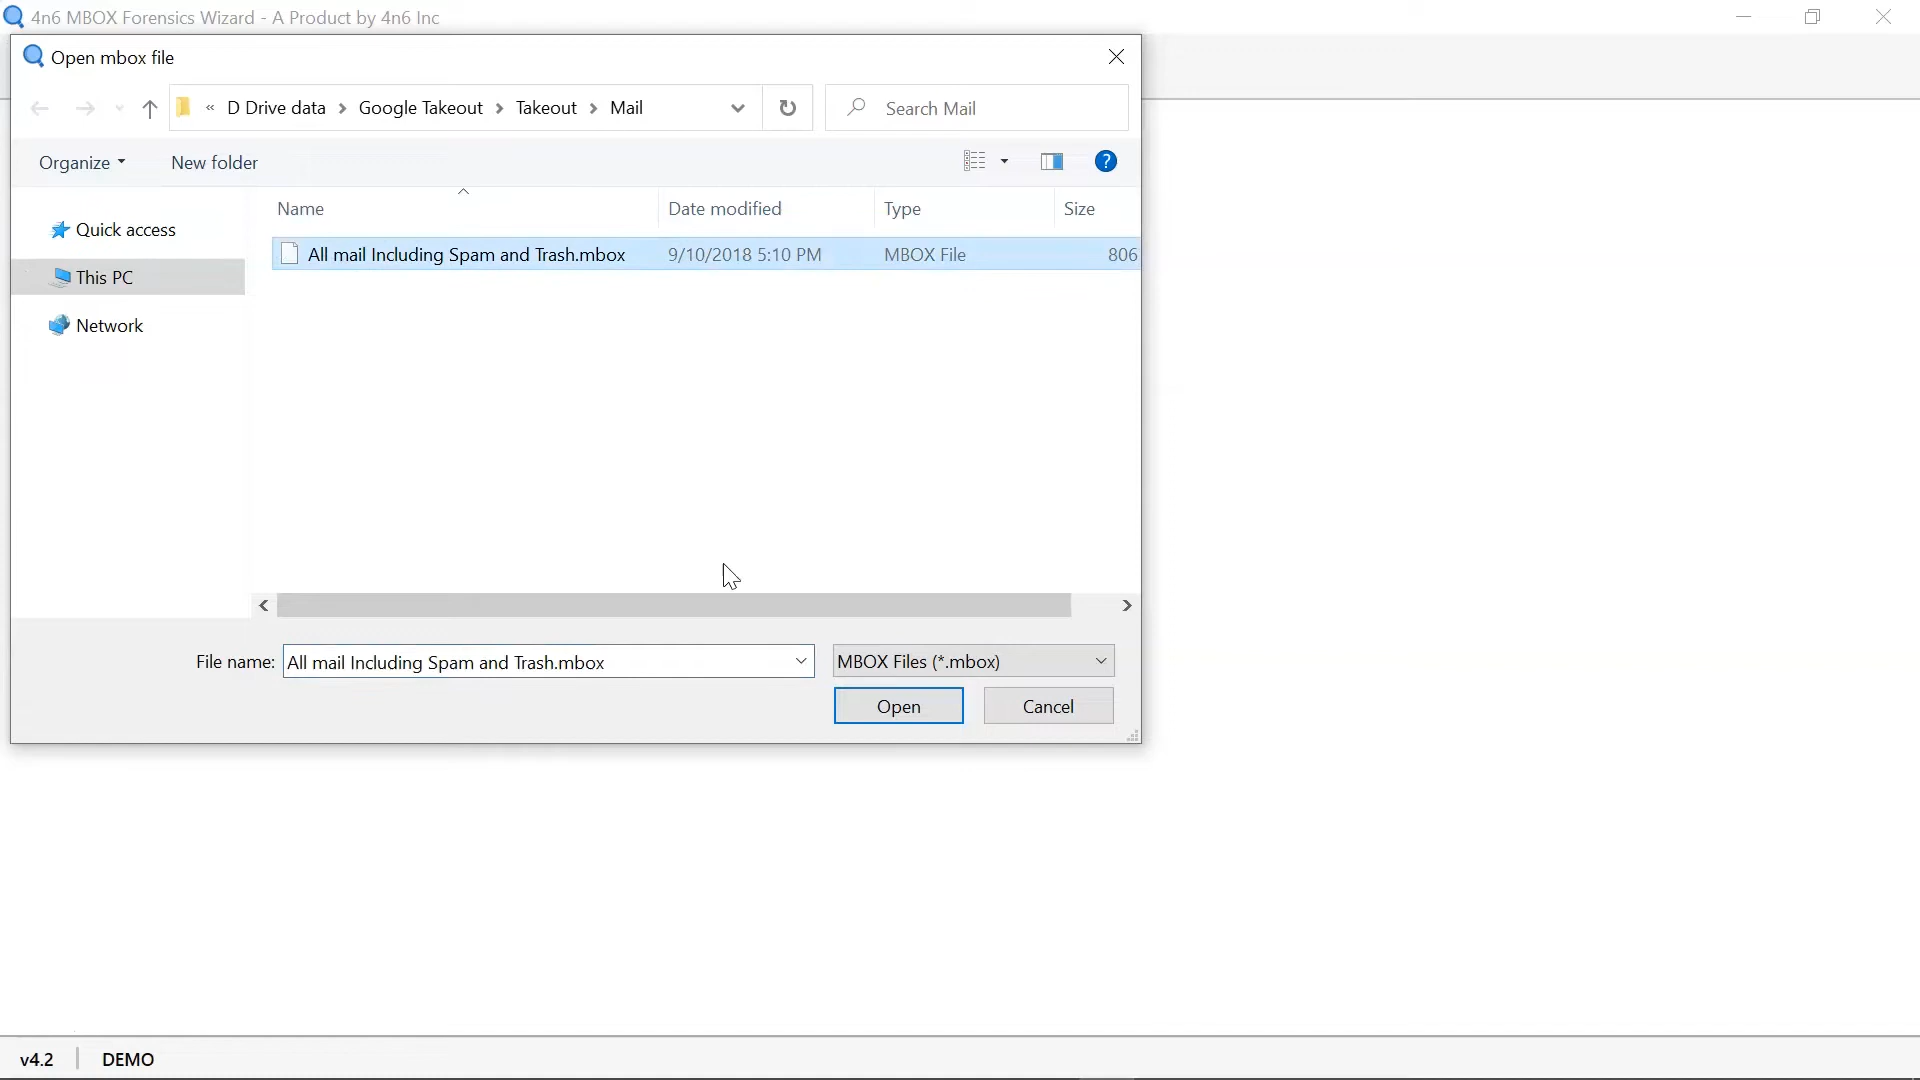 4n6 MBOX Forensics Wizard - A Product by 4n6 Inc
Open mbox file
« D Drive data > Google Takeout > Takeout > Mail
Search Mail
Organize
New folder
?
Name Date modified Type Size
Quick access
All mail Including Spam and Trash.mbox 9/10/2018 5:10 PM MBOX File 806
This PC
Network
File name: All mail Including Spam and Trash.mbox MBOX Files (*.mbox)
Open Cancel
v4.2 DEMO